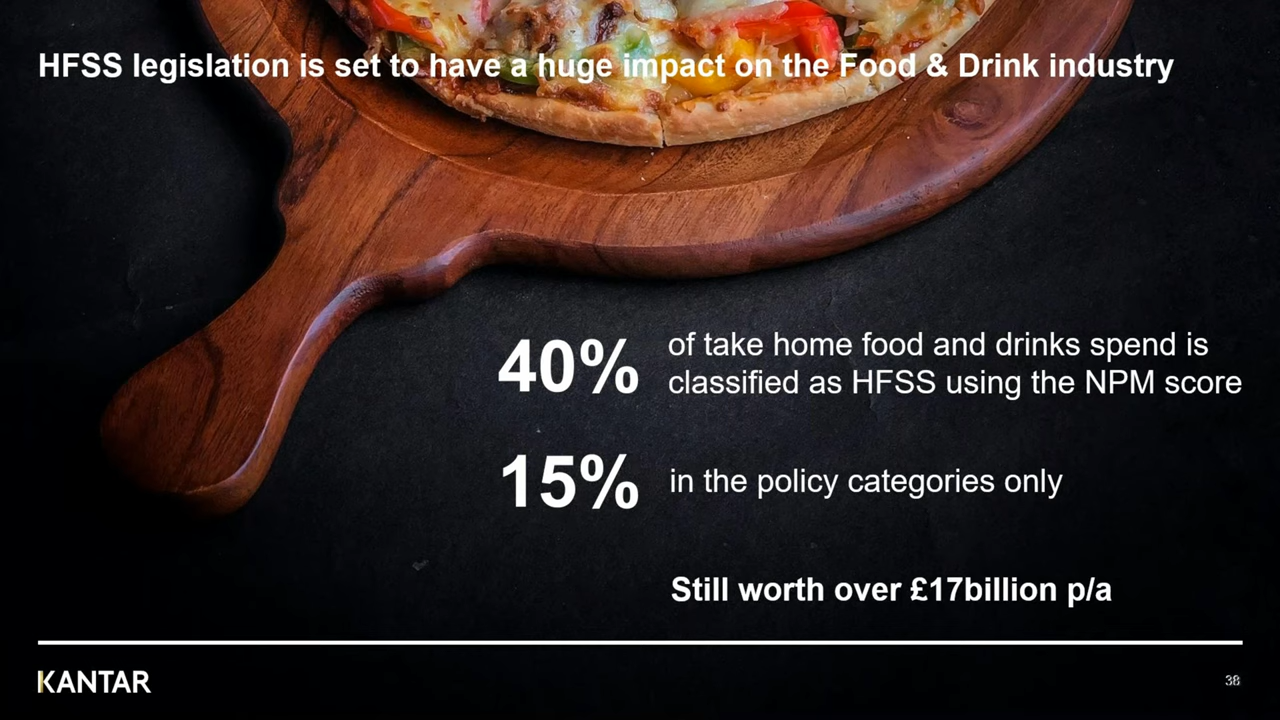 HFSS legislation is set to have a huge impact on the Food & Drink industry
40%
of take home food and drinks spend is
classified as HFSS using the NPM score
15%
in the policy categories only
Still worth over £17billion p/a
KANTAR
38